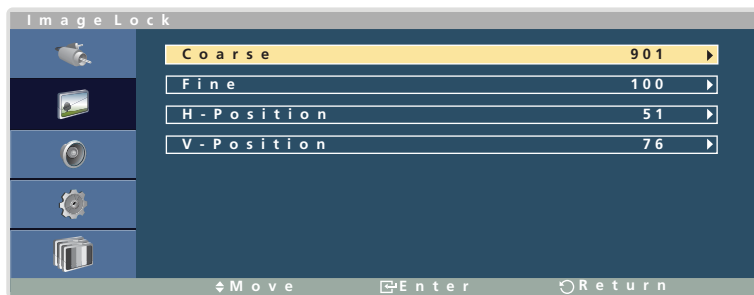 Image Lock
Coarse 901
Fine 100
H-Position 51
V-Position 76
Move Enter Return